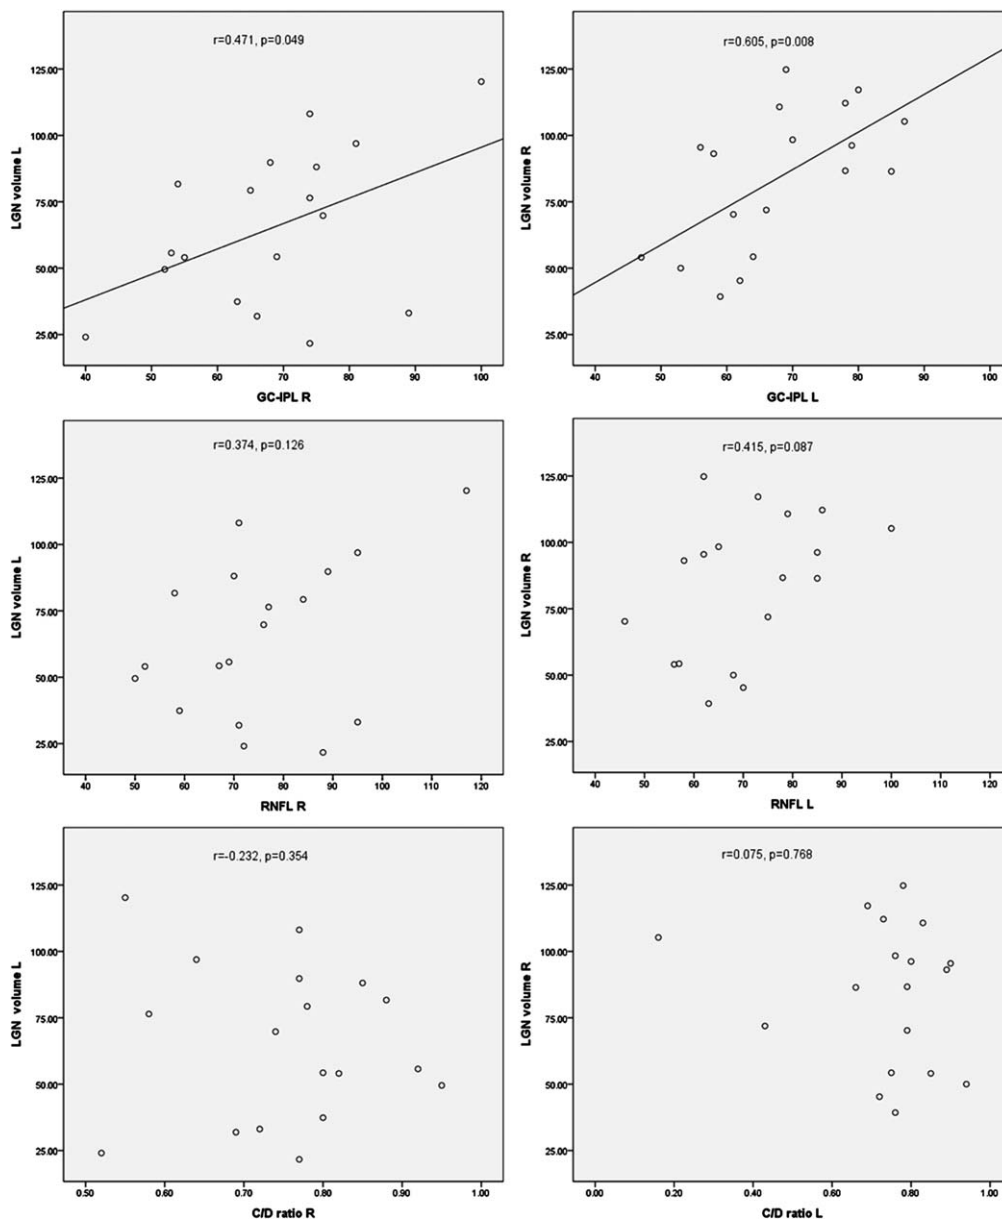 r=0.471, p=0.049
LGN volume L
125.00
100.00
75.00
50.00
25.00
40 50 60 70 80 90 100
GC-IPL R
r=0.605, p=0.008
LGN volume R
125.00
100.00
75.00
50.00
25.00
40 50 60 70 80 90 100
GC-IPL L
r=0.374, p=0.126
LGN volume L
125.00
100.00
75.00
50.00
25.00
40 50 60 70 80 90 100 110 120
RNFL R
r=0.415, p=0.087
LGN volume R
125.00
100.00
75.00
50.00
25.00
40 50 60 70 80 90 100 110 120
RNFL L
r=-0.232, p=0.354
LGN volume L
125.00
100.00
75.00
50.00
25.00
0.50 0.60 0.70 0.80 0.90 1.00
C/D ratio R
r=0.075, p=0.768
LGN volume R
125.00
100.00
75.00
50.00
25.00
0.00 0.20 0.40 0.60 0.80 1.00
C/D ratio L